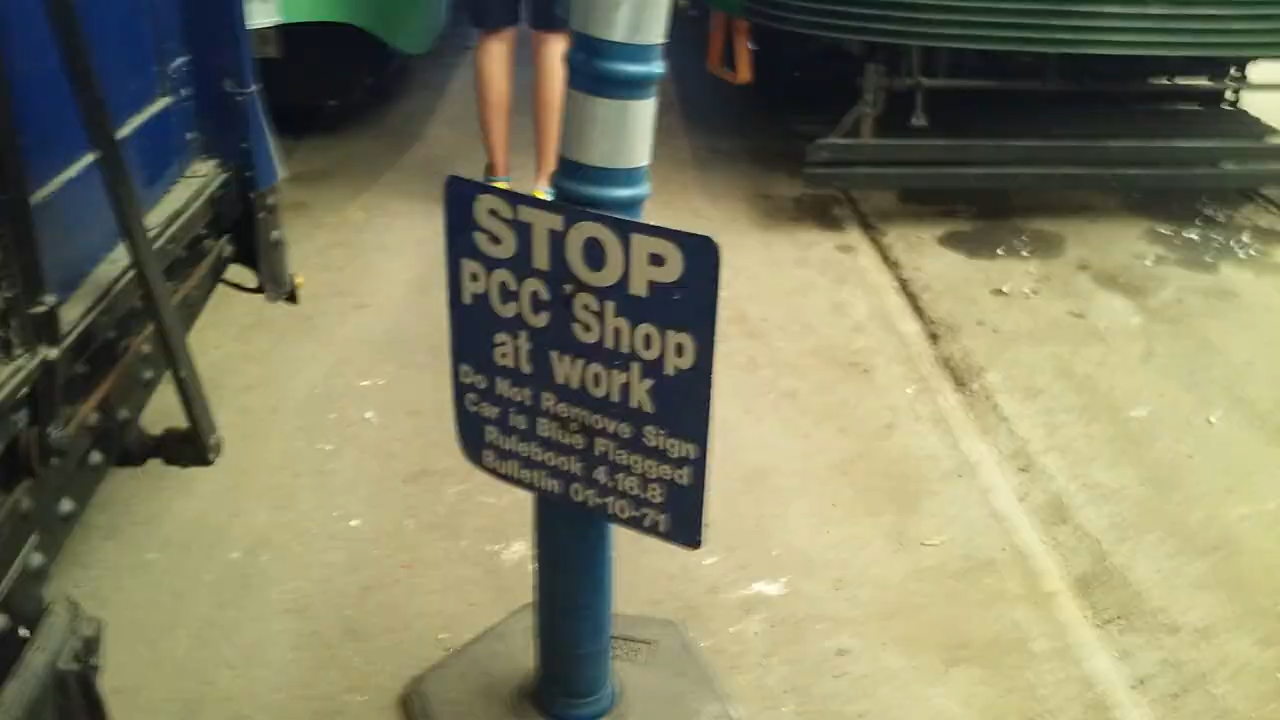 STOP
PCC Shop
at work
Do Not Remove Sign
Car is Blue Flagged
Rulebook 4.16.8
Bulletin 01-10-71